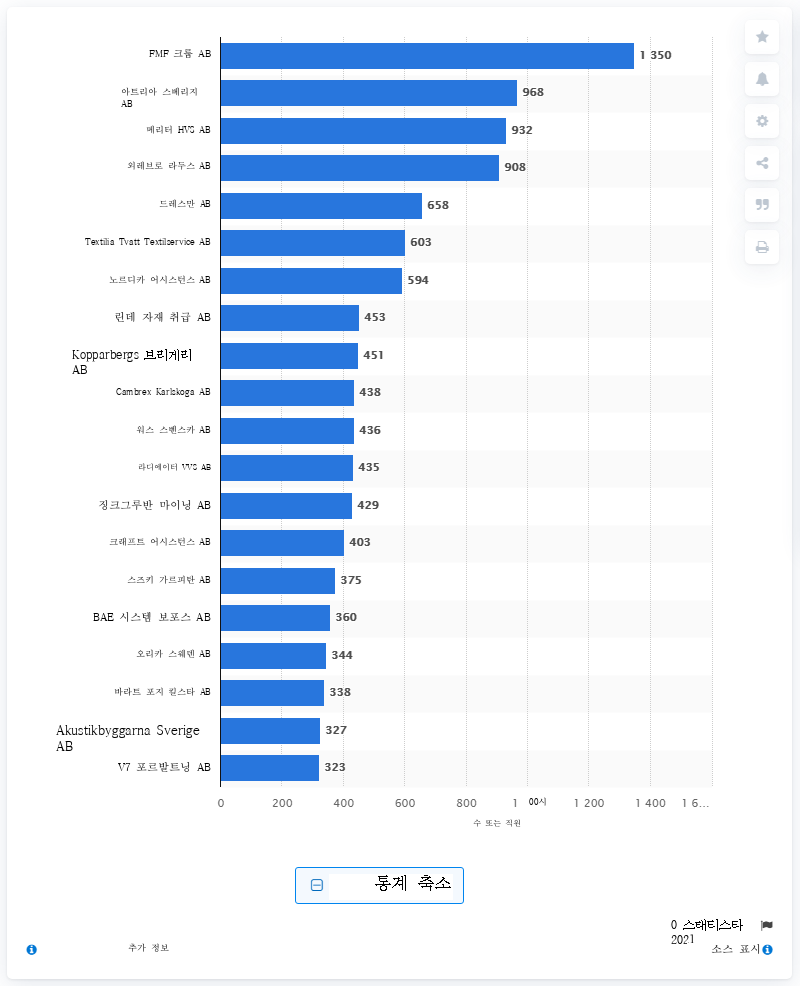 FMF 크룹 AB
1 350
아트리아 스베리지
AB
968
메리터 HVS AB
932
외레브로 라두스 AB
908
드레스만 AB
658
Textilia Tvatt Textilservice AB
603
노르디카 어시스턴스 AB
594
린데 자재 취급 AB
453
Kopparbergs 브리게리
AB
451
Cambrex Karlskoga AB
438
워스 스벤스카 AB
436
라디에이터 VVS AB
435
징크그루반 마이닝 AB
429
크래프트 어시스턴스 AB
403
스즈키 가르피탄 AB
375
BAE 시스템 보포스 AB
360
오리카 스웨덴 AB
344
바라트 포지 킬스타 AB
338
Akustikbyggarna Sverige
AB
327
V7 포르발트닝 AB
323
0 200 400 600 800 1 00시 1 200 1 400 1 6...
수 또는 직원
통계 축소
0 스태티스타
2021
추가 정보
소스 표시